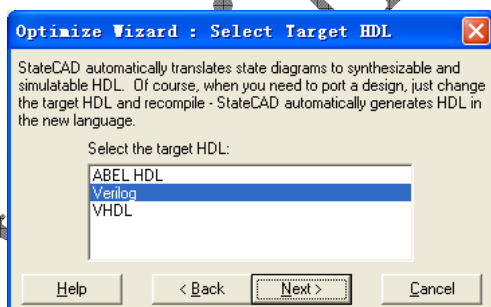 Optimize Wizard : Select Target HDL
StateCAD automatically translates state diagrams to synthesizable and
simulatable HDL. Of course, when you need to port a design, just change
the target HDL and recompile - StateCAD automatically generates HDL in
the new language.
Select the target HDL:
ABEL HDL
Verilog
VHDL
Help < Back Next > Cancel